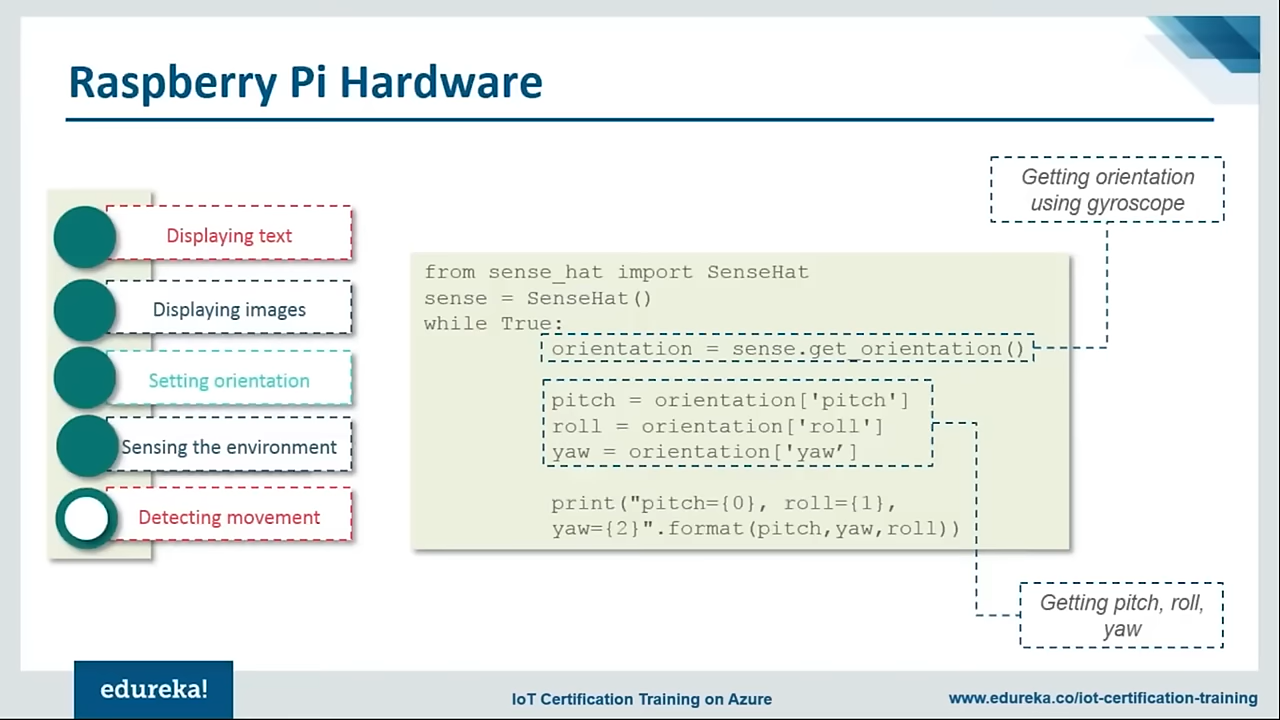 Raspberry Pi Hardware
Displaying text
Displaying images
Setting orientation
Sensing the environment
Detecting movement
Getting orientation
using gyroscope
from sense_hat import SenseHat
sense = SenseHat()
while True:
orientation = sense.get_orientation()
pitch = orientation['pitch']
roll = orientation['roll']
yaw = orientation['yaw’]
print("pitch={0}, roll={1},
yaw={2}".format(pitch,yaw,roll))
Getting pitch, roll,
yaw
edureka!
IoT Certification Training on Azure
www.edureka.co/iot-certification-training